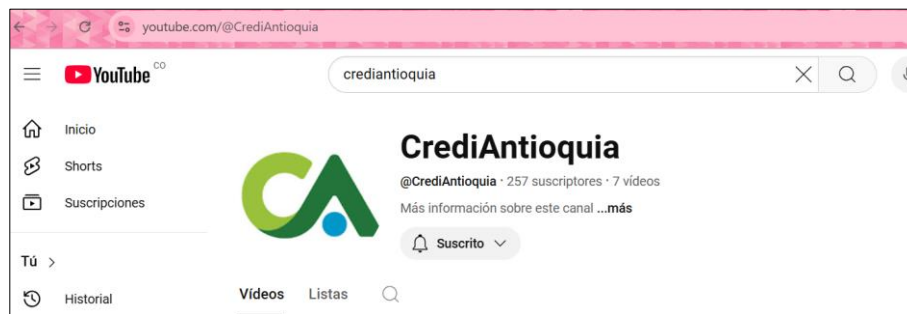 youtube.com/@CrediAntioquia
YouTube CO
crediantioquia
Inicio
Shorts
Suscripciones
Tú >
Historial
CrediAntioquia
@CrediAntioquia · 257 suscriptores · 7 vídeos
Más información sobre este canal ...más
Suscrito
Vídeos Listas